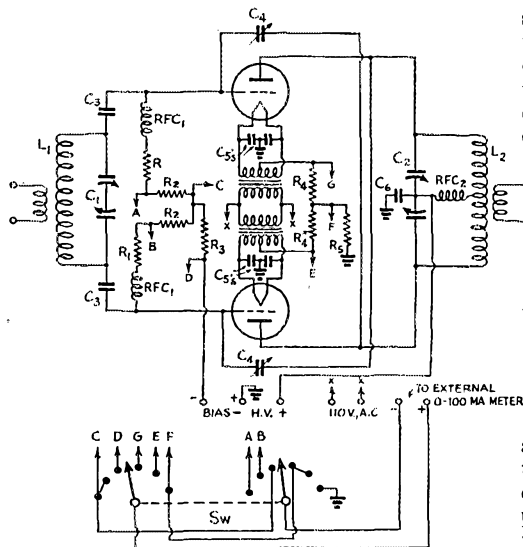 C4
C3
RFC1
L1
R
C5's
G
C2
L2
R2
C
R4
C6
RFC2
C1
A
X
X
R2
F
B
R4
R3
R5
R1
D
E
C3
RFC1
C5's
C4
X X
- + - + TO EXTERNAL
BIAS - H.V. + 110V. A.C. 0-100 MA METER
C D G E F A B
SW